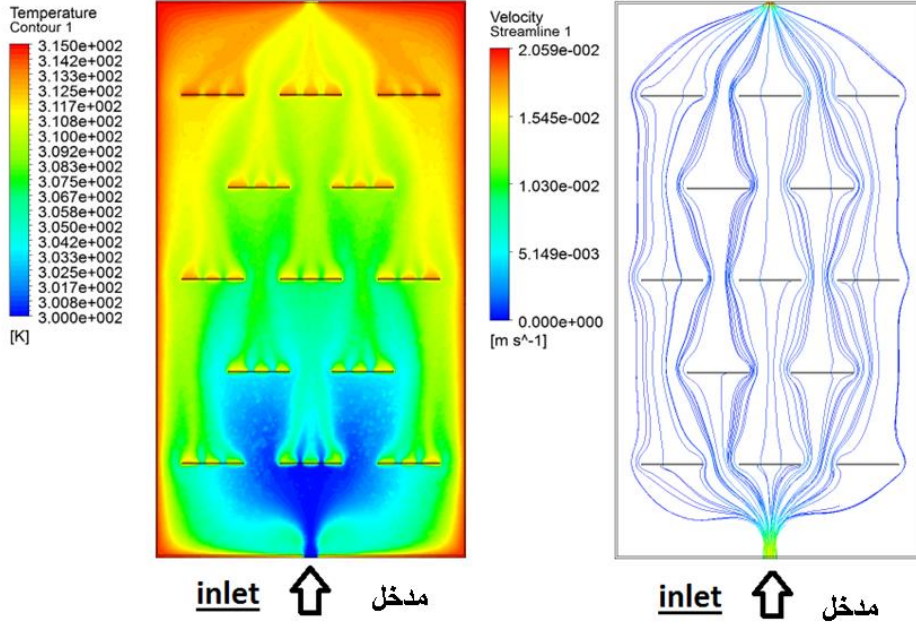 Temperature
Contour 1
3.150e+002
3.142e+002
3.133e+002
3.125e+002
3.117e+002
3.108e+002
3.100e+002
3.092e+002
3.083e+002
3.075e+002
3.067e+002
3.058e+002
3.050e+002
3.042e+002
3.033e+002
3.025e+002
3.017e+002
3.008e+002
3.000e+002
[K]
Velocity
Streamline 1
2.059e-002
1.545e-002
1.030e-002
5.149e-003
0.000e+000
[m s^-1]
inlet مدخل
inlet مدخل